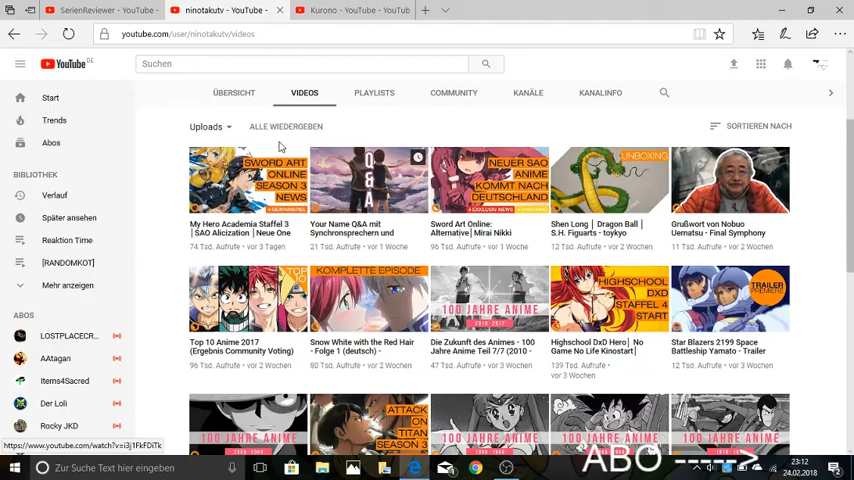 SerienReviewer - YouTube -
ninotakutv - YouTube -
Kurono - YouTube - YouTub
youtube.com/user/ninotakutv/videos
YouTube DE
Suchen
ÜBERSICHT
VIDEOS
PLAYLISTS
COMMUNITY
KANÄLE
KANALINFO
Start
Trends
Abos
BIBLIOTHEK
Verlauf
Später ansehen
Reaction Time
[RANDOMKOT]
Mehr anzeigen
ABOS
LOSTPLACECR...
AAtagan
Items4Sacred
Der Loli
Rocky JKD
Uploads
ALLE WIEDERGEBEN
SORTIEREN NACH
SWORD ART
ONLINE
SEASON 3
NEWS
Q&A
NEUER SAO
ANIME
KOMMT NACH
DEUTSCHLAND
UNBOXING
My Hero Academia Staffel 3
│SAO Alicization│Neue One
74 Tsd. Aufrufe • vor 3 Tagen
Your Name Q&A mit
Synchronsprechern und
21 Tsd. Aufrufe • vor 1 Woche
Sword Art Online:
Alternative│Mirai Nikki
96 Tsd. Aufrufe • vor 1 Woche
Shen Long │ Dragon Ball │
S.H. Figuarts - toykyo
12 Tsd. Aufrufe • vor 2 Wochen
Grußwort von Nobuo
Uematsu - Final Symphony
11 Tsd. Aufrufe • vor 2 Wochen
TOP
KOMPLETTE EPISODE
100 JAHRE ANIME
2010-2017
HIGHSCHOOL
DXD
STAFFEL 4
START
TRAILER
PREMIERE
Top 10 Anime 2017
(Ergebnis Community Voting)
96 Tsd. Aufrufe • vor 2 Wochen
Snow White with the Red Hair
- Folge 1 (deutsch) -
80 Tsd. Aufrufe • vor 2 Wochen
Die Zukunft des Animes - 100
Jahre Anime Teil 7/7 (2010 -
47 Tsd. Aufrufe • vor 3 Wochen
Highschool DxD Hero│ No
Game No Life Kinostart│
139 Tsd. Aufrufe •
vor 3 Wochen
Star Blazers 2199 Space
Battleship Yamato - Trailer
12 Tsd. Aufrufe • vor 3 Wochen
100 JAHRE ANIME
ATTACK
ON
TITAN
SEASON 3
100 JAHRE ANIME
100 JAHRE ANIME
100 JAHRE ANIME
https://www.youtube.com/watch?v=i3j1FkFDiTk
Zur Suche Text hier eingeben
ABO ---->
23:12
24.02.2018